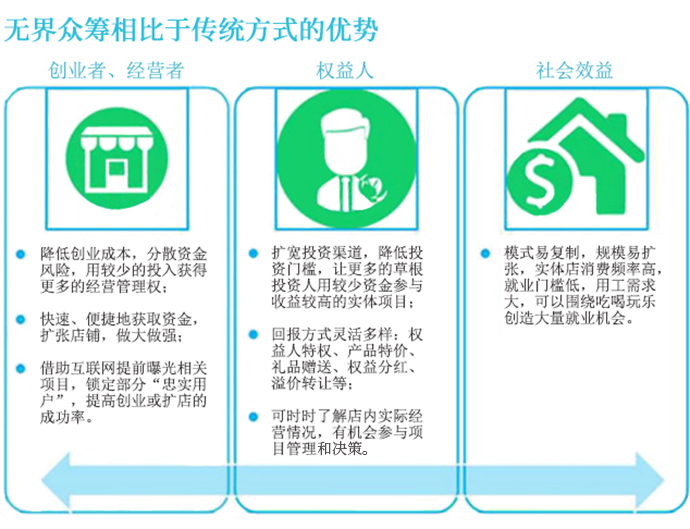 无界众筹相比于传统方式的优势
创业者、经营者
降低创业成本，分散资金
风险，用较少的投入获得
更多的经营管理权；
快速、便捷地获取资金，
扩张店铺，做大做强；
借助互联网提前曝光相关
项目，锁定部分“忠实用
户”，提高创业或扩店的
成功率。
权益人
扩宽投资渠道，降低投
资门槛，让更多的草根
投资人用较少资金参与
收益较高的实体项目；
回报方式灵活多样：权
益人特权、产品特价、
礼品赠送、权益分红、
溢价转让等；
可时时了解店内实际经
营情况，有机会参与项
目管理和决策。
社会效益
$
模式易复制，规模易扩
张，实体店消费频率高，
就业门槛低，用工需求
大，可以围绕吃喝玩乐
创造大量就业机会。